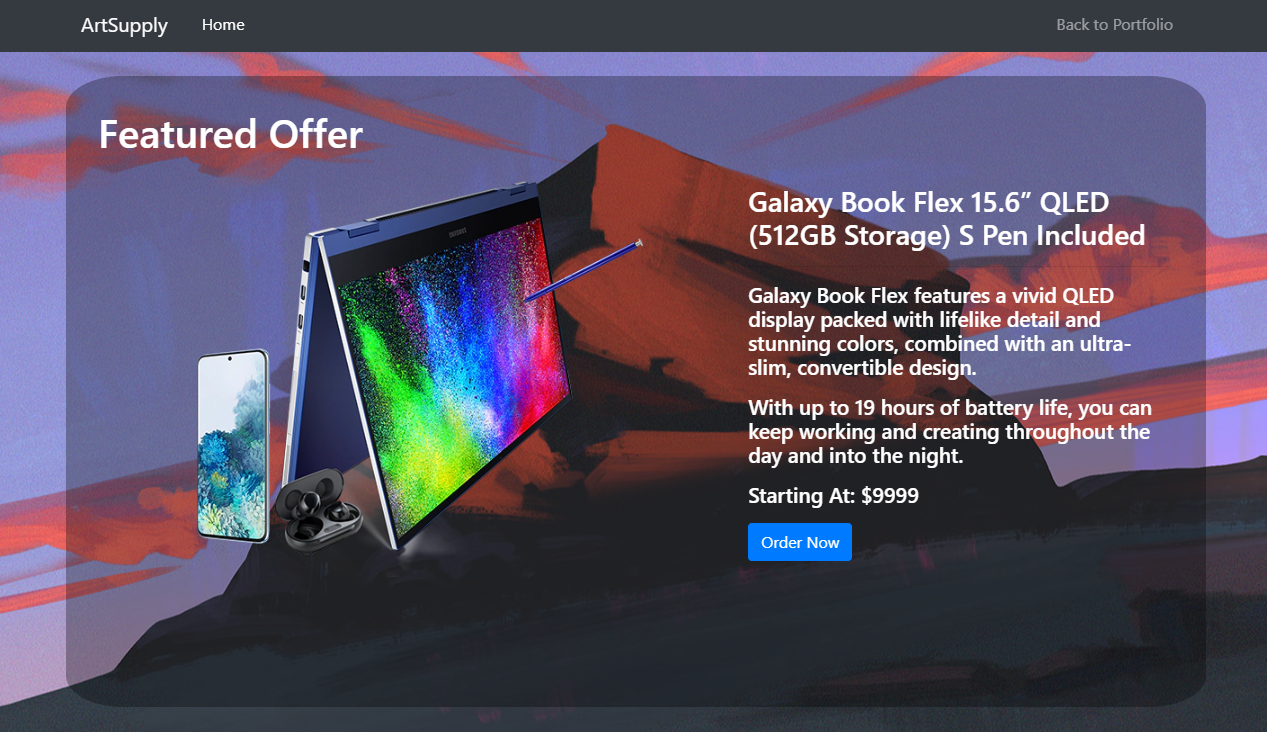 ArtSupply
Home
Back to Portfolio
Featured Offer
Galaxy Book Flex 15.6” QLED
(512GB Storage) S Pen Included
Galaxy Book Flex features a vivid QLED
display packed with lifelike detail and
stunning colors, combined with an ultra-
slim, convertible design.
With up to 19 hours of battery life, you can
keep working and creating throughout the
day and into the night.
Starting At: $9999
Order Now
SAMSUNG